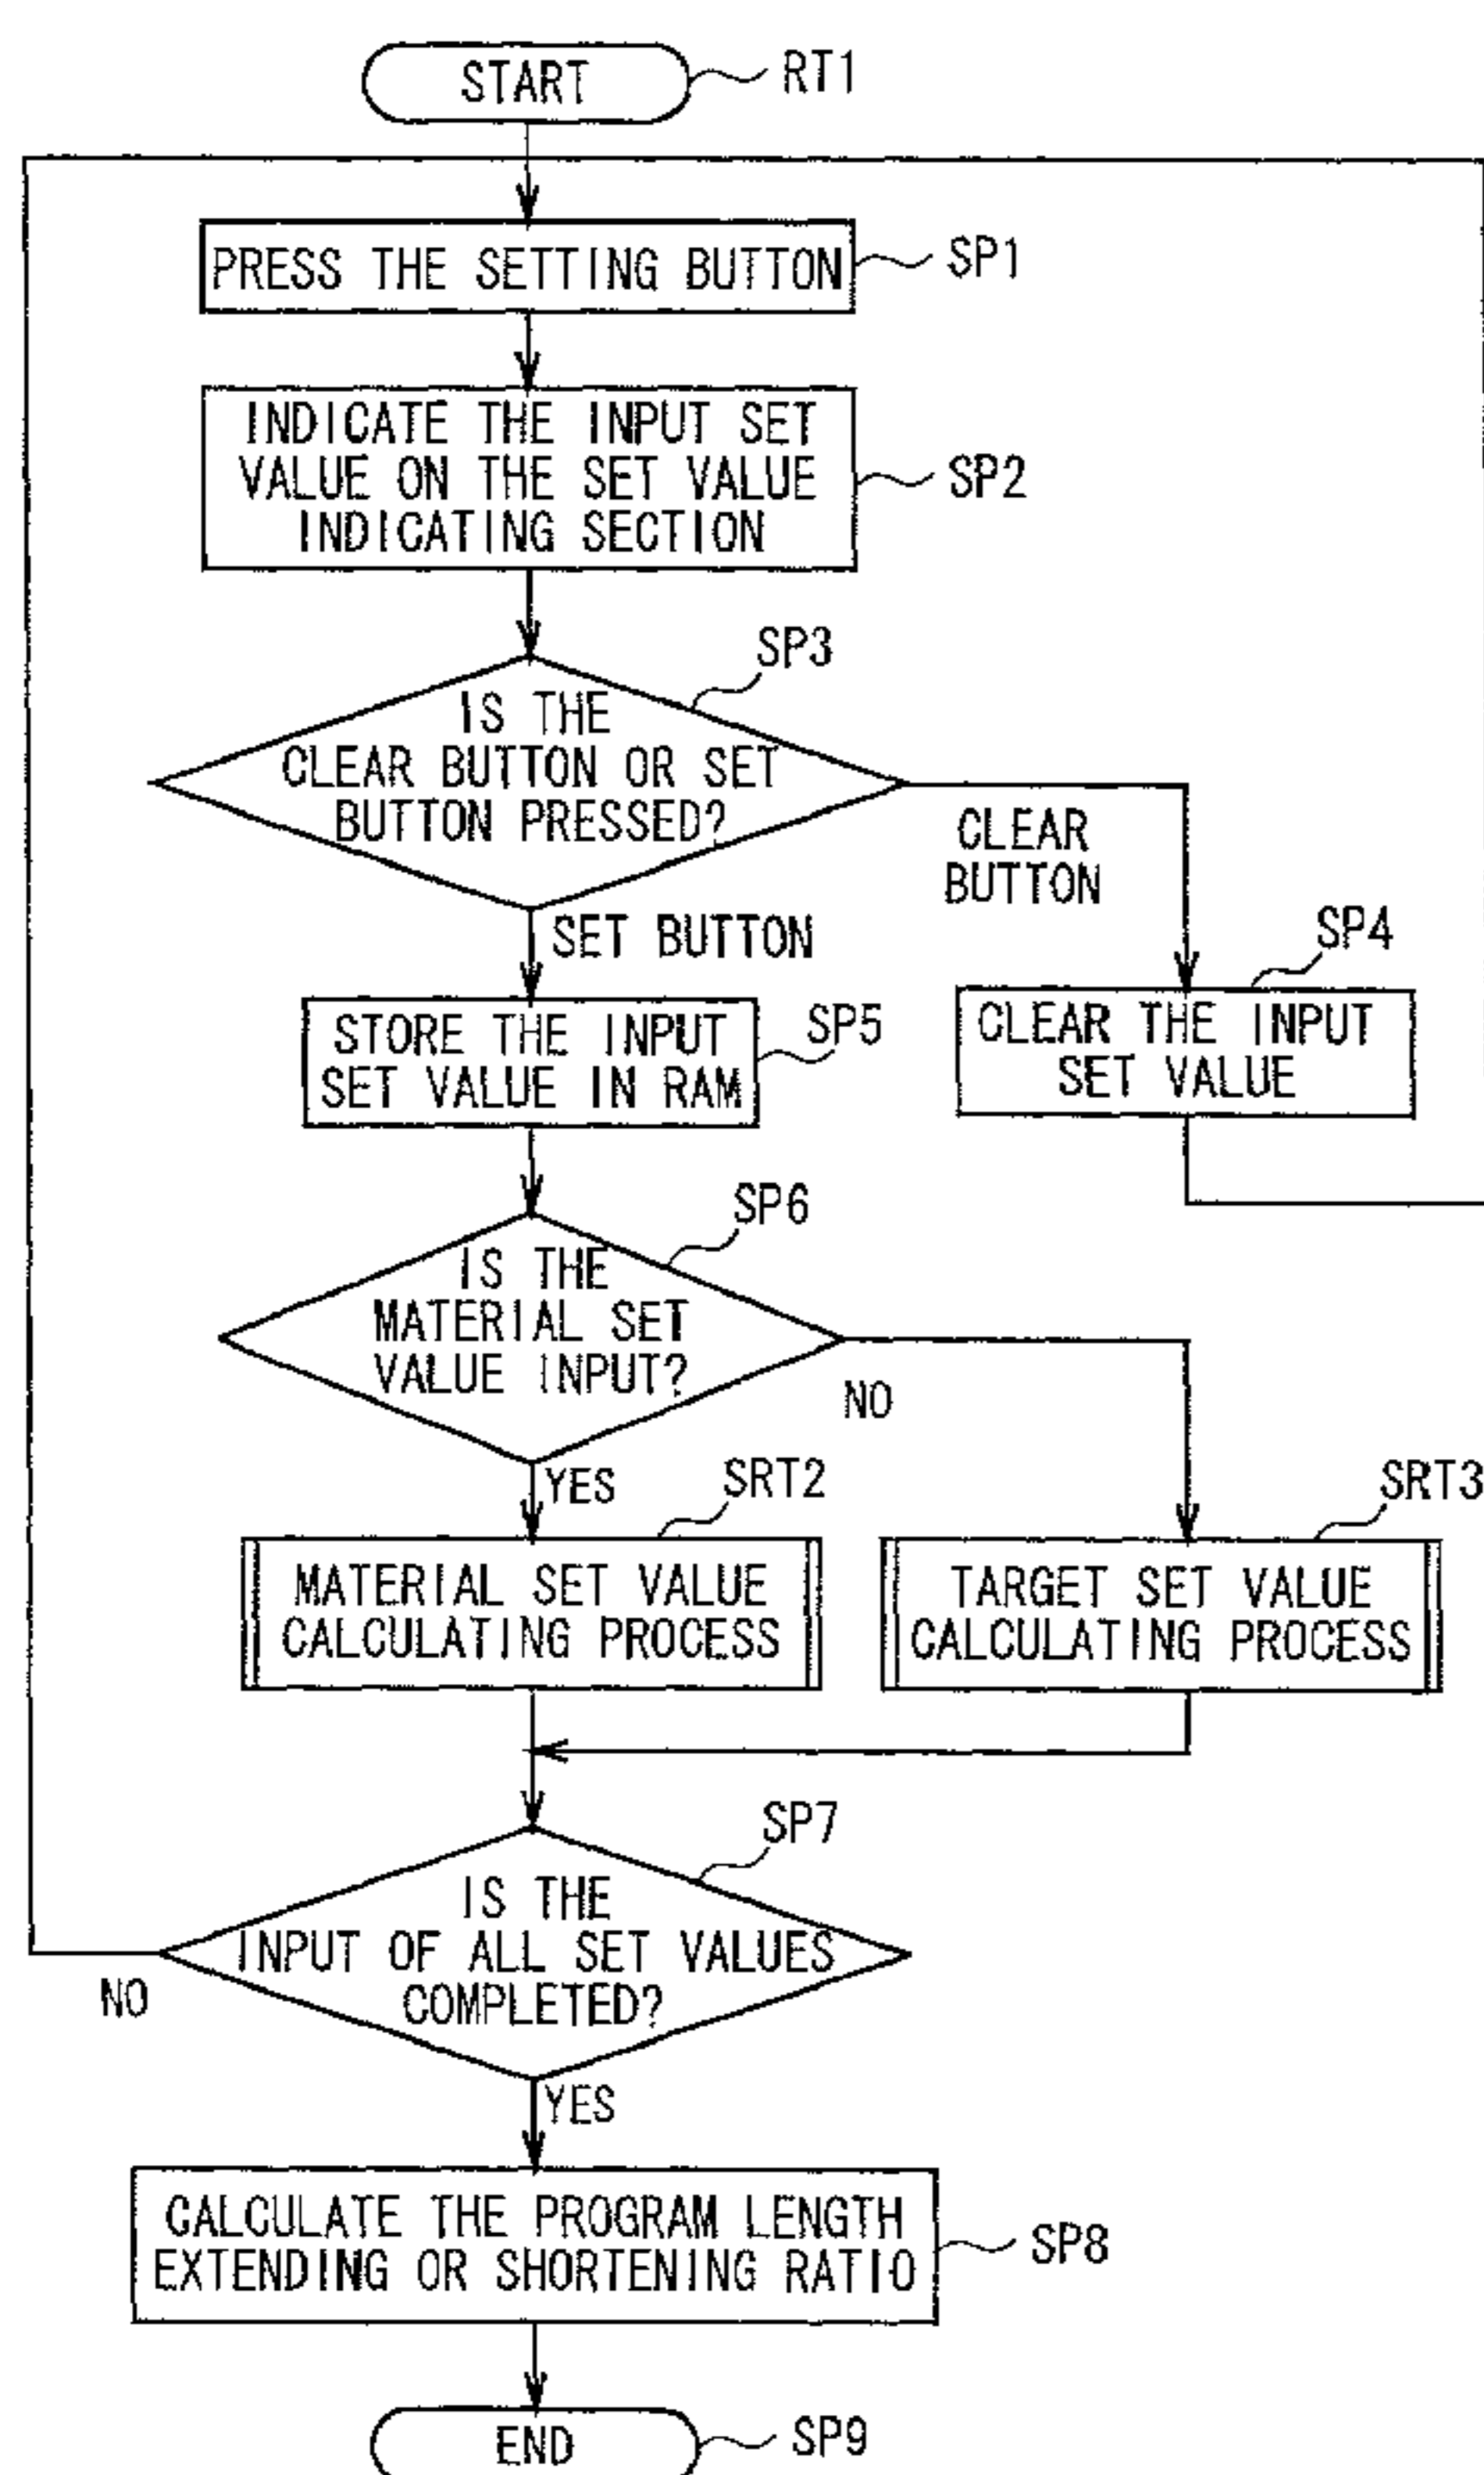 START
RT1
PRESS THE SETTING BUTTON
SP1
INDICATE THE INPUT SET
VALUE ON THE SET VALUE
INDICATING SECTION
SP2
SP3
IS THE
CLEAR BUTTON OR SET
BUTTON PRESSED?
CLEAR
BUTTON
SET BUTTON
SP4
CLEAR THE INPUT
SET VALUE
STORE THE INPUT
SET VALUE IN RAM
SP5
SP6
IS THE
MATERIAL SET
VALUE INPUT?
NO
YES
SRT2
MATERIAL SET VALUE
CALCULATING PROCESS
SRT3
TARGET SET VALUE
CALCULATING PROCESS
SP7
IS THE
INPUT OF ALL SET VALUES
COMPLETED?
NO
YES
CALCULATE THE PROGRAM LENGTH
EXTENDING OR SHORTENING RATIO
SP8
END
SP9